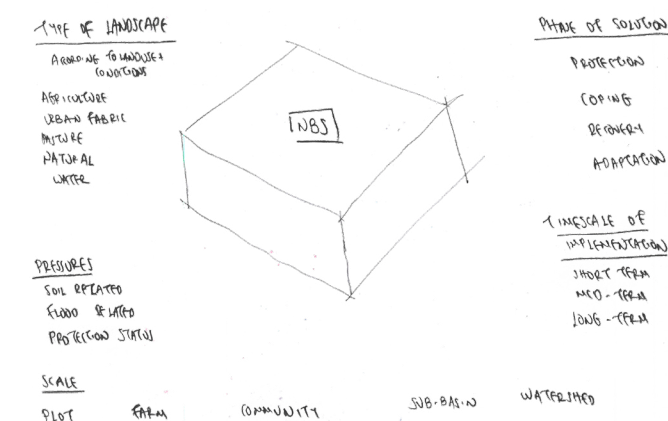 TYPE OF LANDSCAPE
ACORDING TO LANDUSE +
CONDITIONS
AGRICULTURE
URBAN FABRIC
PASTURE
NATURAL
WATER
PRESSURES
SOIL RELATED
FLOOD RELATED
PROTECTION STATUS
SCALE
PLOT FARM COMMUNITY SUB-BASIN WATERSHED
NBS
PHASE OF SOLUTION
PROTECTION
COPING
RECOVERY
ADAPTATION
TIMESCALE OF
IMPLEMENTATION
SHORT TERM
MED-TERM
LONG-TERM